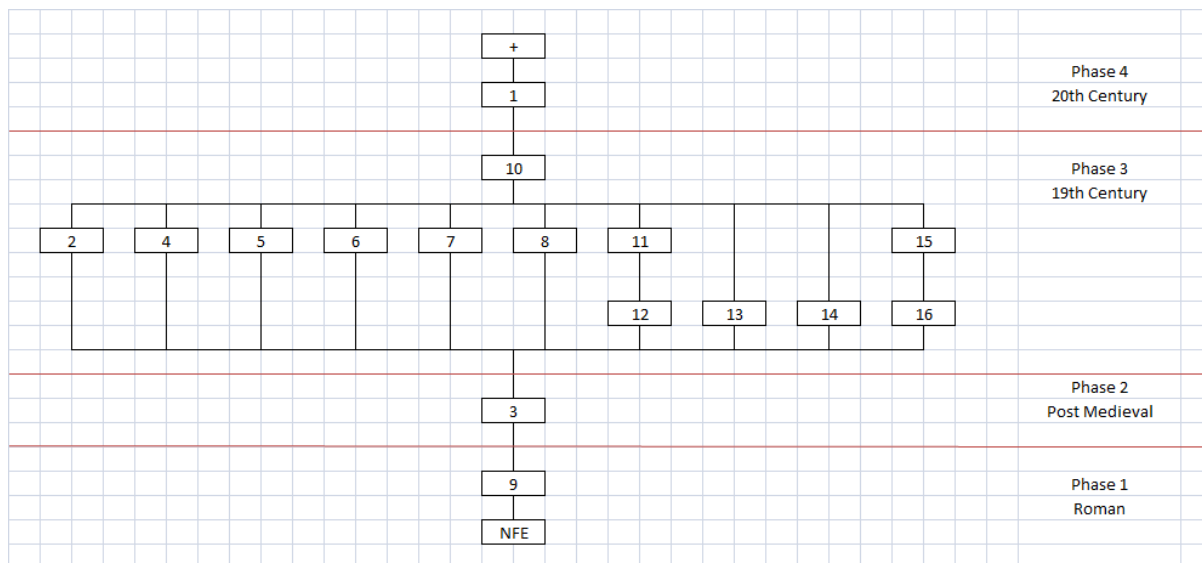 +
Phase 4
1
20th Century
10
Phase 3
19th Century
2 4 5 6 7 8 11 15
12 13 14 16
Phase 2
3
Post Medieval
9
Phase 1
Roman
NFE